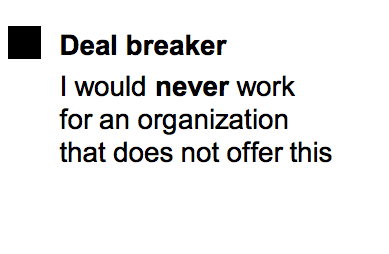 Deal breaker
I would never work
for an organization
that does not offer this